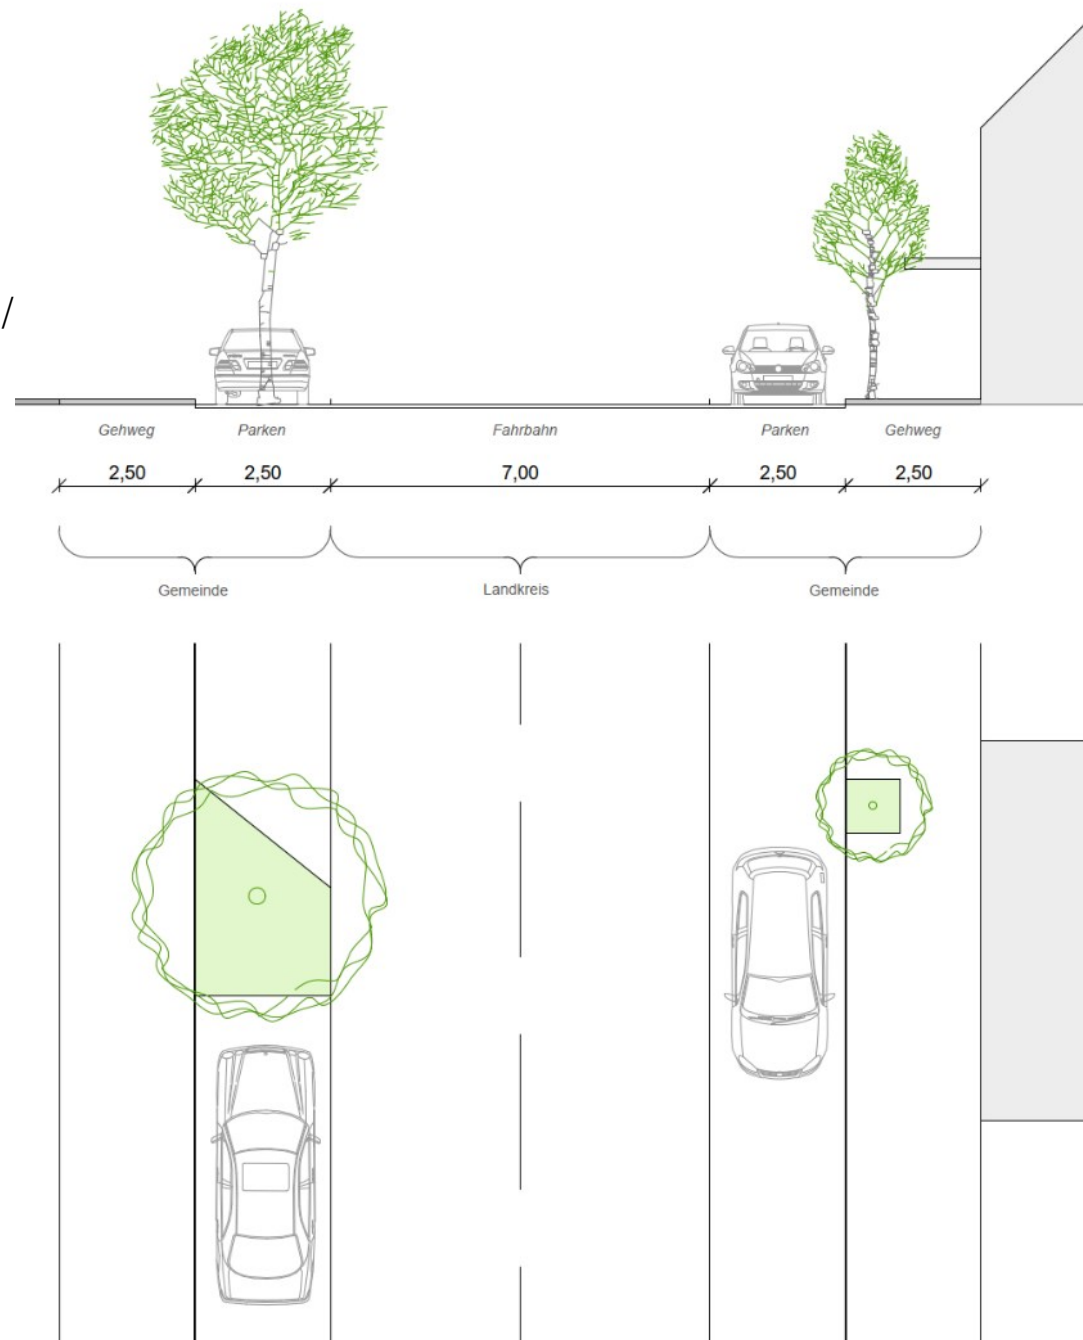 /
Gehweg Parken Fahrbahn Parken Gehweg
2,50 2,50 7,00 2,50 2,50
Gemeinde Landkreis Gemeinde